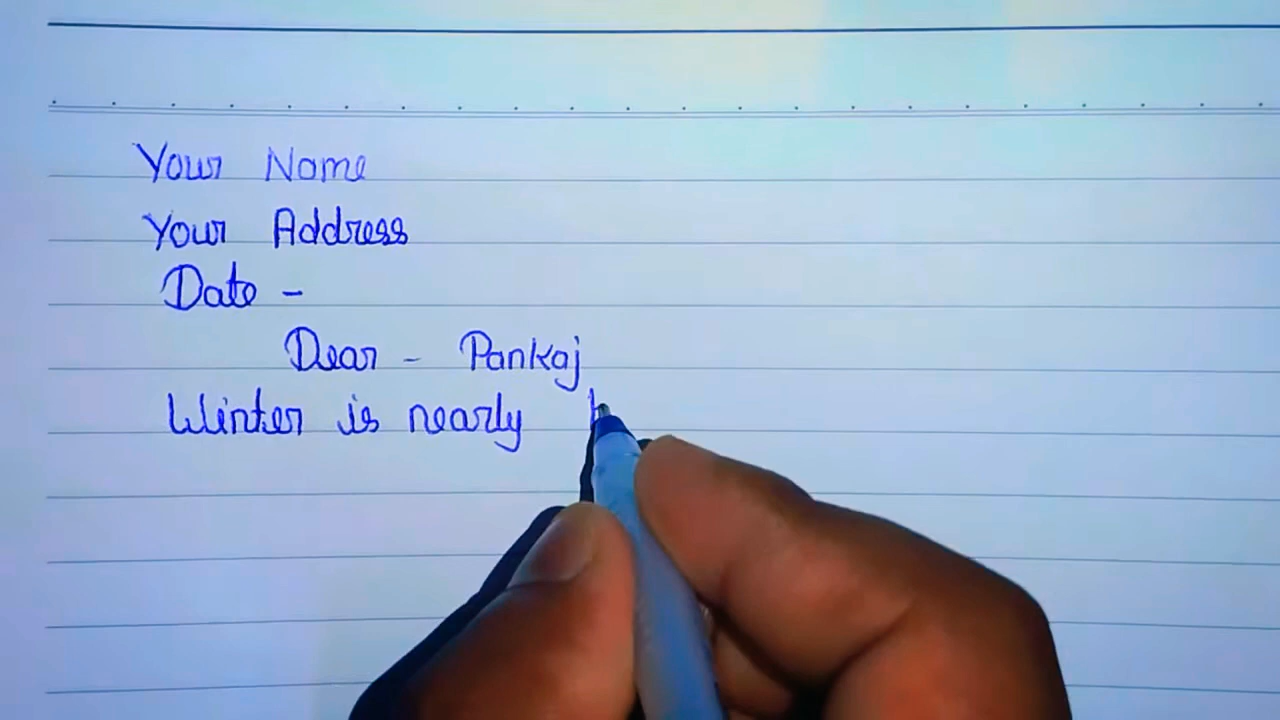 Your Name
Your Address
Date -
Dear - Pankaj
Winter is nearly